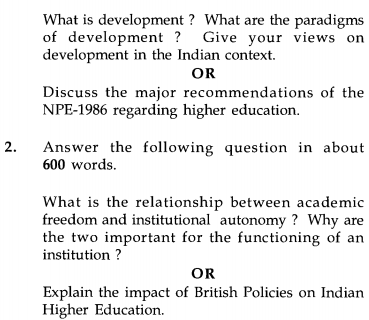 What is development ? What are the paradigms
of development ? Give your views on
development in the Indian context.
OR
Discuss the major recommendations of the
NPE-1986 regarding higher education.
2. Answer the following question in about
600 words.
What is the relationship between academic
freedom and institutional autonomy ? Why are
the two important for the functioning of an
institution ?
OR
Explain the impact of British Policies on Indian
Higher Education.